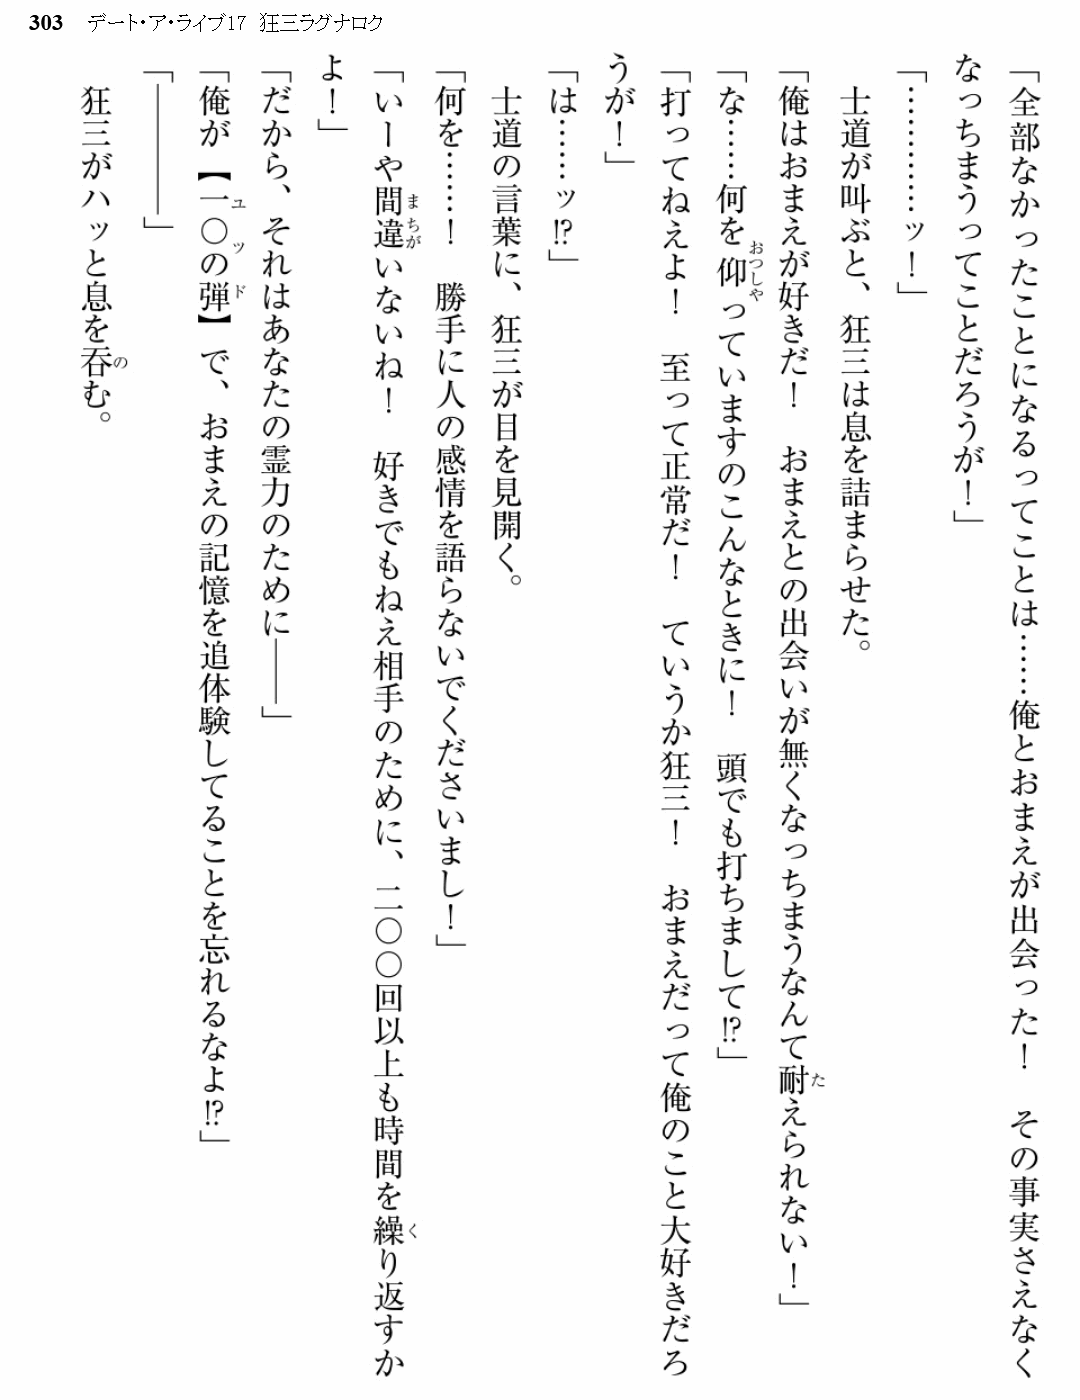 303 デート・ア・ライブ17 狂三ラグナロク
「全部なかったことになるってことは……俺とおまえが出会った！　その事実さえなく
なっちまうってことだろうが！」
「…………ッ！」
　士道が叫ぶと、狂三は息を詰まらせた。
「俺はおまえが好きだ！　おまえとの出会いが無くなっちまうなんて耐えられない！」
「な……何を仰っていますのこんなときに！　頭でも打ちまして!?」
「打ってねえよ！　至って正常だ！　ていうか狂三！　おまえだって俺のこと大好きだろ
うが！」
「は……ッ!?」
　士道の言葉に、狂三が目を見開く。
「何を……！　勝手に人の感情を語らないでくださいまし！」
「いーや間違いないね！　好きでもねえ相手のために、二〇〇回以上も時間を繰り返すか
よ！」
「だから、それはあなたの霊力のために――」
「俺が【一〇の弾】で、おまえの記憶を追体験してることを忘れるなよ!?」
「――――」
　狂三がハッと息を呑む。